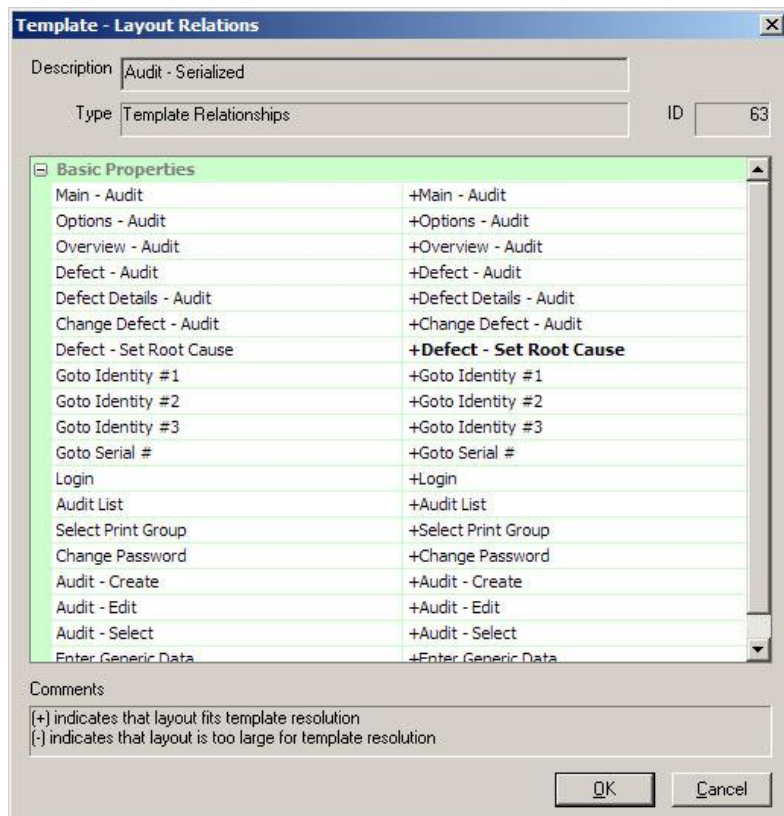 Template - Layout Relations
Description Audit - Serialized
Type Template Relationships ID 63
Basic Properties
Main - Audit +Main - Audit
Options - Audit +Options - Audit
Overview - Audit +Overview - Audit
Defect - Audit +Defect - Audit
Defect Details - Audit +Defect Details - Audit
Change Defect - Audit +Change Defect - Audit
Defect - Set Root Cause +Defect - Set Root Cause
Goto Identity #1 +Goto Identity #1
Goto Identity #2 +Goto Identity #2
Goto Identity #3 +Goto Identity #3
Goto Serial # +Goto Serial #
Login +Login
Audit List +Audit List
Select Print Group +Select Print Group
Change Password +Change Password
Audit - Create +Audit - Create
Audit - Edit +Audit - Edit
Audit - Select +Audit - Select
Enter Generic Data +Enter Generic Data
Comments
(+) indicates that layout fits template resolution
(-) indicates that layout is too large for template resolution
OK Cancel